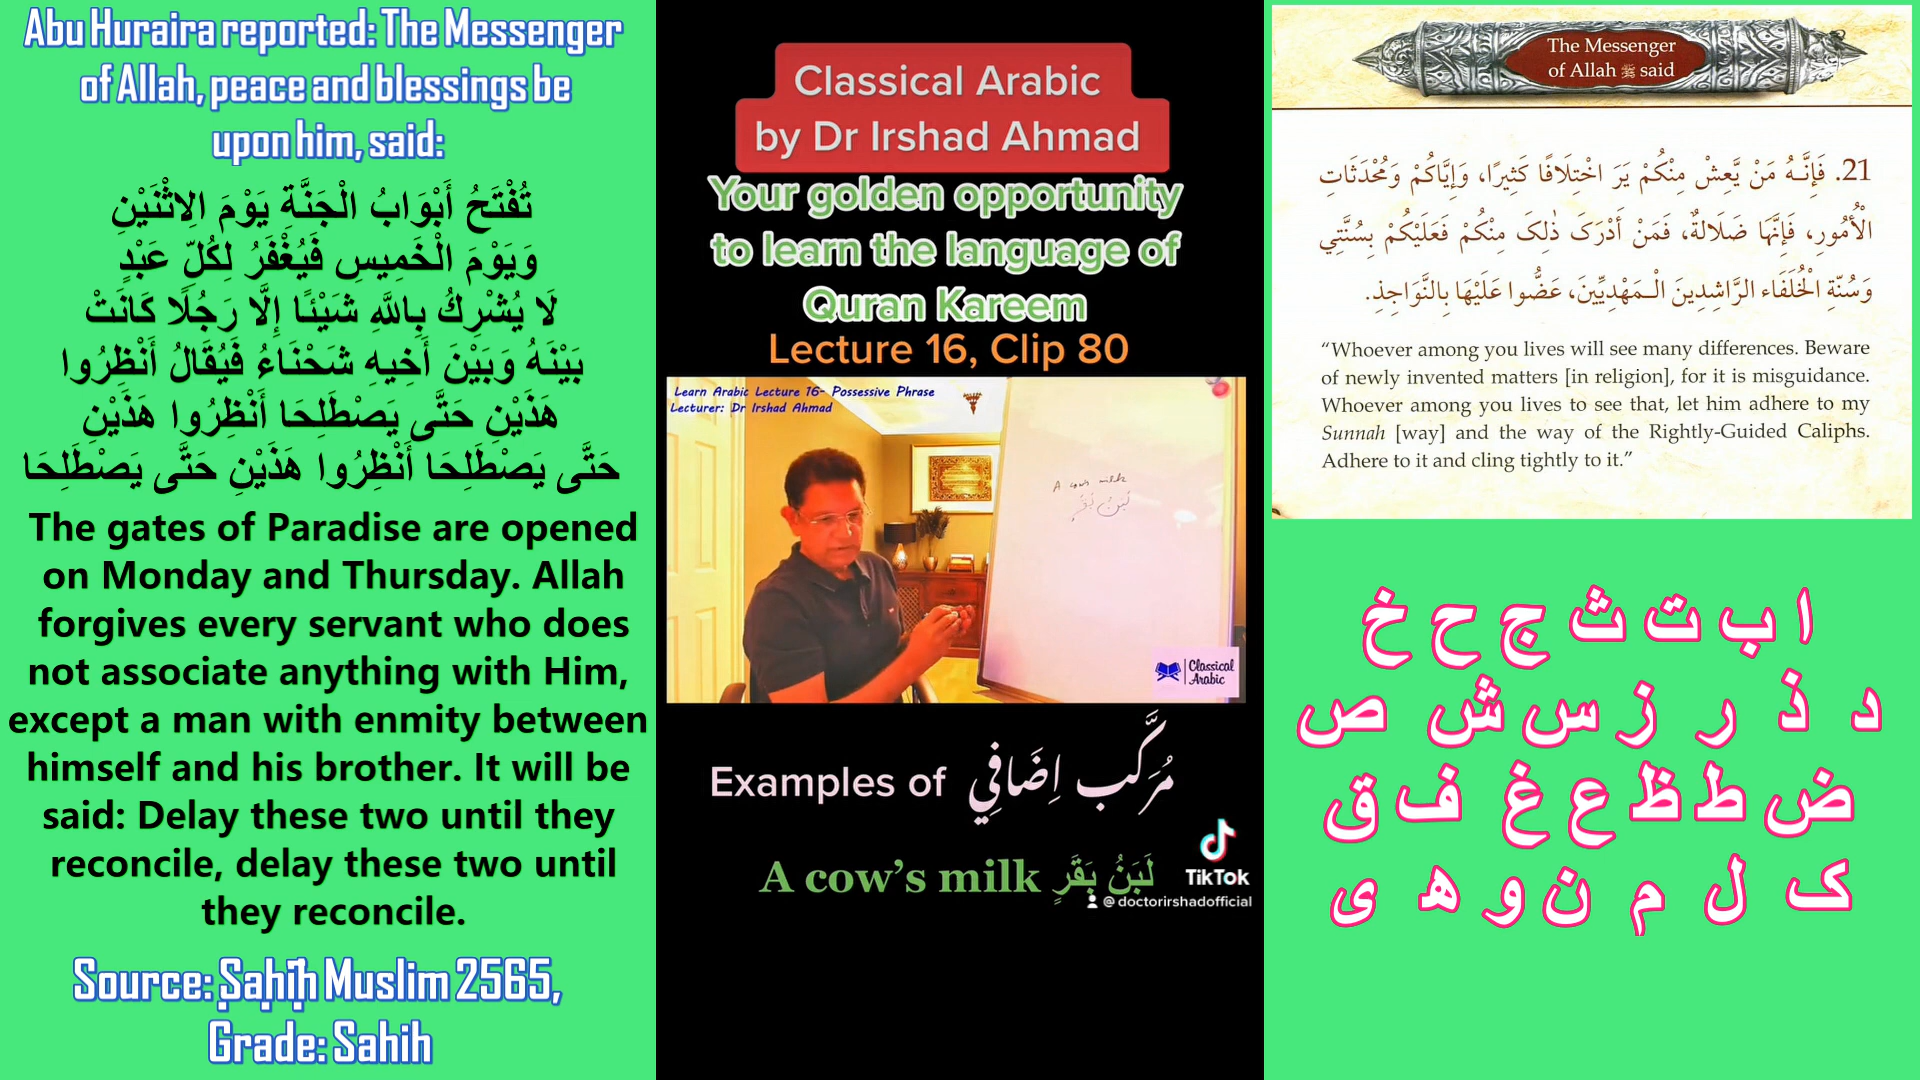 Abu Huraira reported: The Messenger
of Allah, peace and blessings be
upon him, said:
تُفْتَحُ أَبْوَابُ الْجَنَّةِ يَوْمَ الِاثْنَيْنِ
وَيَوْمَ الْخَمِيسِ فَيُغْفَرُ لِكُلِّ عَبْدٍ
لَا يُشْرِكُ بِاللَّهِ شَيْئًا إِلَّا رَجُلًا كَانَتْ
بَيْنَهُ وَبَيْنَ أَخِيهِ شَحْنَاءُ فَيُقَالُ أَنْظِرُوا
هَذَيْنِ حَتَّى يَصْطَلِحَا أَنْظِرُوا هَذَيْنِ
حَتَّى يَصْطَلِحَا أَنْظِرُوا هَذَيْنِ حَتَّى يَصْطَلِحَا
The gates of Paradise are opened
on Monday and Thursday. Allah
forgives every servant who does
not associate anything with Him,
except a man with enmity between
himself and his brother. It will be
said: Delay these two until they
reconcile, delay these two until
they reconcile.
Source: Ṣaḥīḥ Muslim 2565,
Grade: Sahih
Classical Arabic
by Dr Irshad Ahmad
Your golden opportunity
to learn the language of
Quran Kareem
Lecture 16, Clip 80
Learn Arabic Lecture 16- Possessive Phrase
Lecturer: Dr Irshad Ahmad
A cows milk
لَبَنُ بَقَرٍ
Classical
Arabic
Examples of مُرَكَّب اِضَافِي
A cow's milk لَبَنُ بَقَرٍ
TikTok
@doctorirshadofficial
The Messenger
of Allah ﷺ said
21. فَإِنَّهُ مَنْ يَّعِشْ مِنْكُمْ يَرَ اخْتِلَافًا كَثِيرًا، وَإِيَّاكُمْ وَمُحْدَثَاتِ
الْأُمُورِ، فَإِنَّهَا ضَلَالةٌ، فَمَنْ أَدْرَكَ ذٰلِكَ مِنْكُمْ فَعَلَيْكُمْ بِسُنَّتِي
وَسُنَّةِ الْخُلَفَاء الرَّاشِدِينَ الْـمَهْدِيِّينَ، عَضُّوا عَلَيْهَا بِالنَّوَاجِذِ.
“Whoever among you lives will see many differences. Beware
of newly invented matters [in religion], for it is misguidance.
Whoever among you lives to see that, let him adhere to my
Sunnah [way] and the way of the Rightly-Guided Caliphs.
Adhere to it and cling tightly to it.”
ا ب ت ث ج ح خ
د ذ ر ز س ش ص
ض ط ظ ع غ ف ق
ک ل م ن و ھ ی